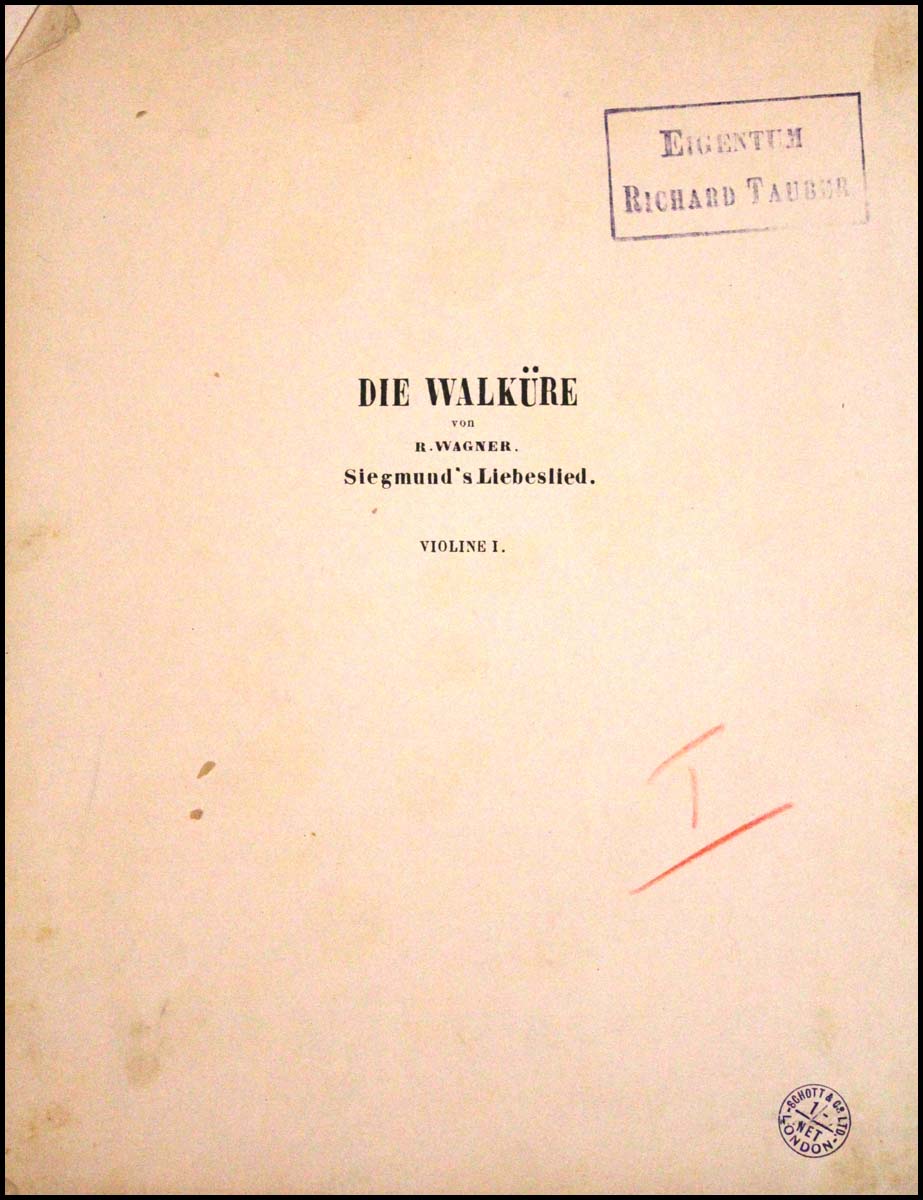 EIGENTUM
RICHARD TAUBER
DIE WALKÜRE
von
R. WAGNER.
Siegmund's Liebeslied.
VIOLINE I.
I
SCHOTT & Co. LTD.
1/-
NET
LONDON